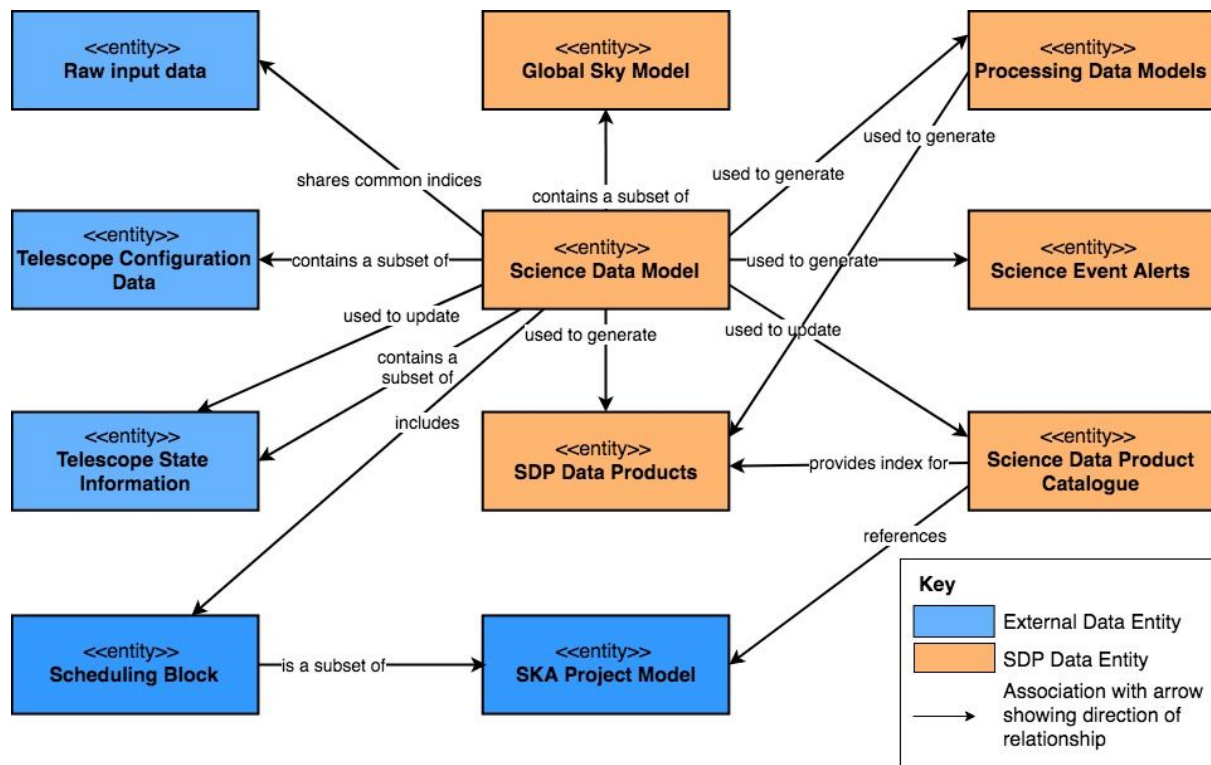 <<entity>>
Raw input data
<<entity>>
Global Sky Model
<<entity>>
Processing Data Models
used to generate
shares common indices
used to generate
contains a subset of
<<entity>>
Telescope Configuration
Data
contains a subset of
<<entity>>
Science Data Model
used to generate
<<entity>>
Science Event Alerts
used to update
used to generate
used to update
contains a
subset of
includes
<<entity>>
Telescope State
Information
<<entity>>
SDP Data Products
provides index for
<<entity>>
Science Data Product
Catalogue
references
<<entity>>
Scheduling Block
is a subset of
<<entity>>
SKA Project Model
Key
External Data Entity
SDP Data Entity
Association with arrow
showing direction of
relationship